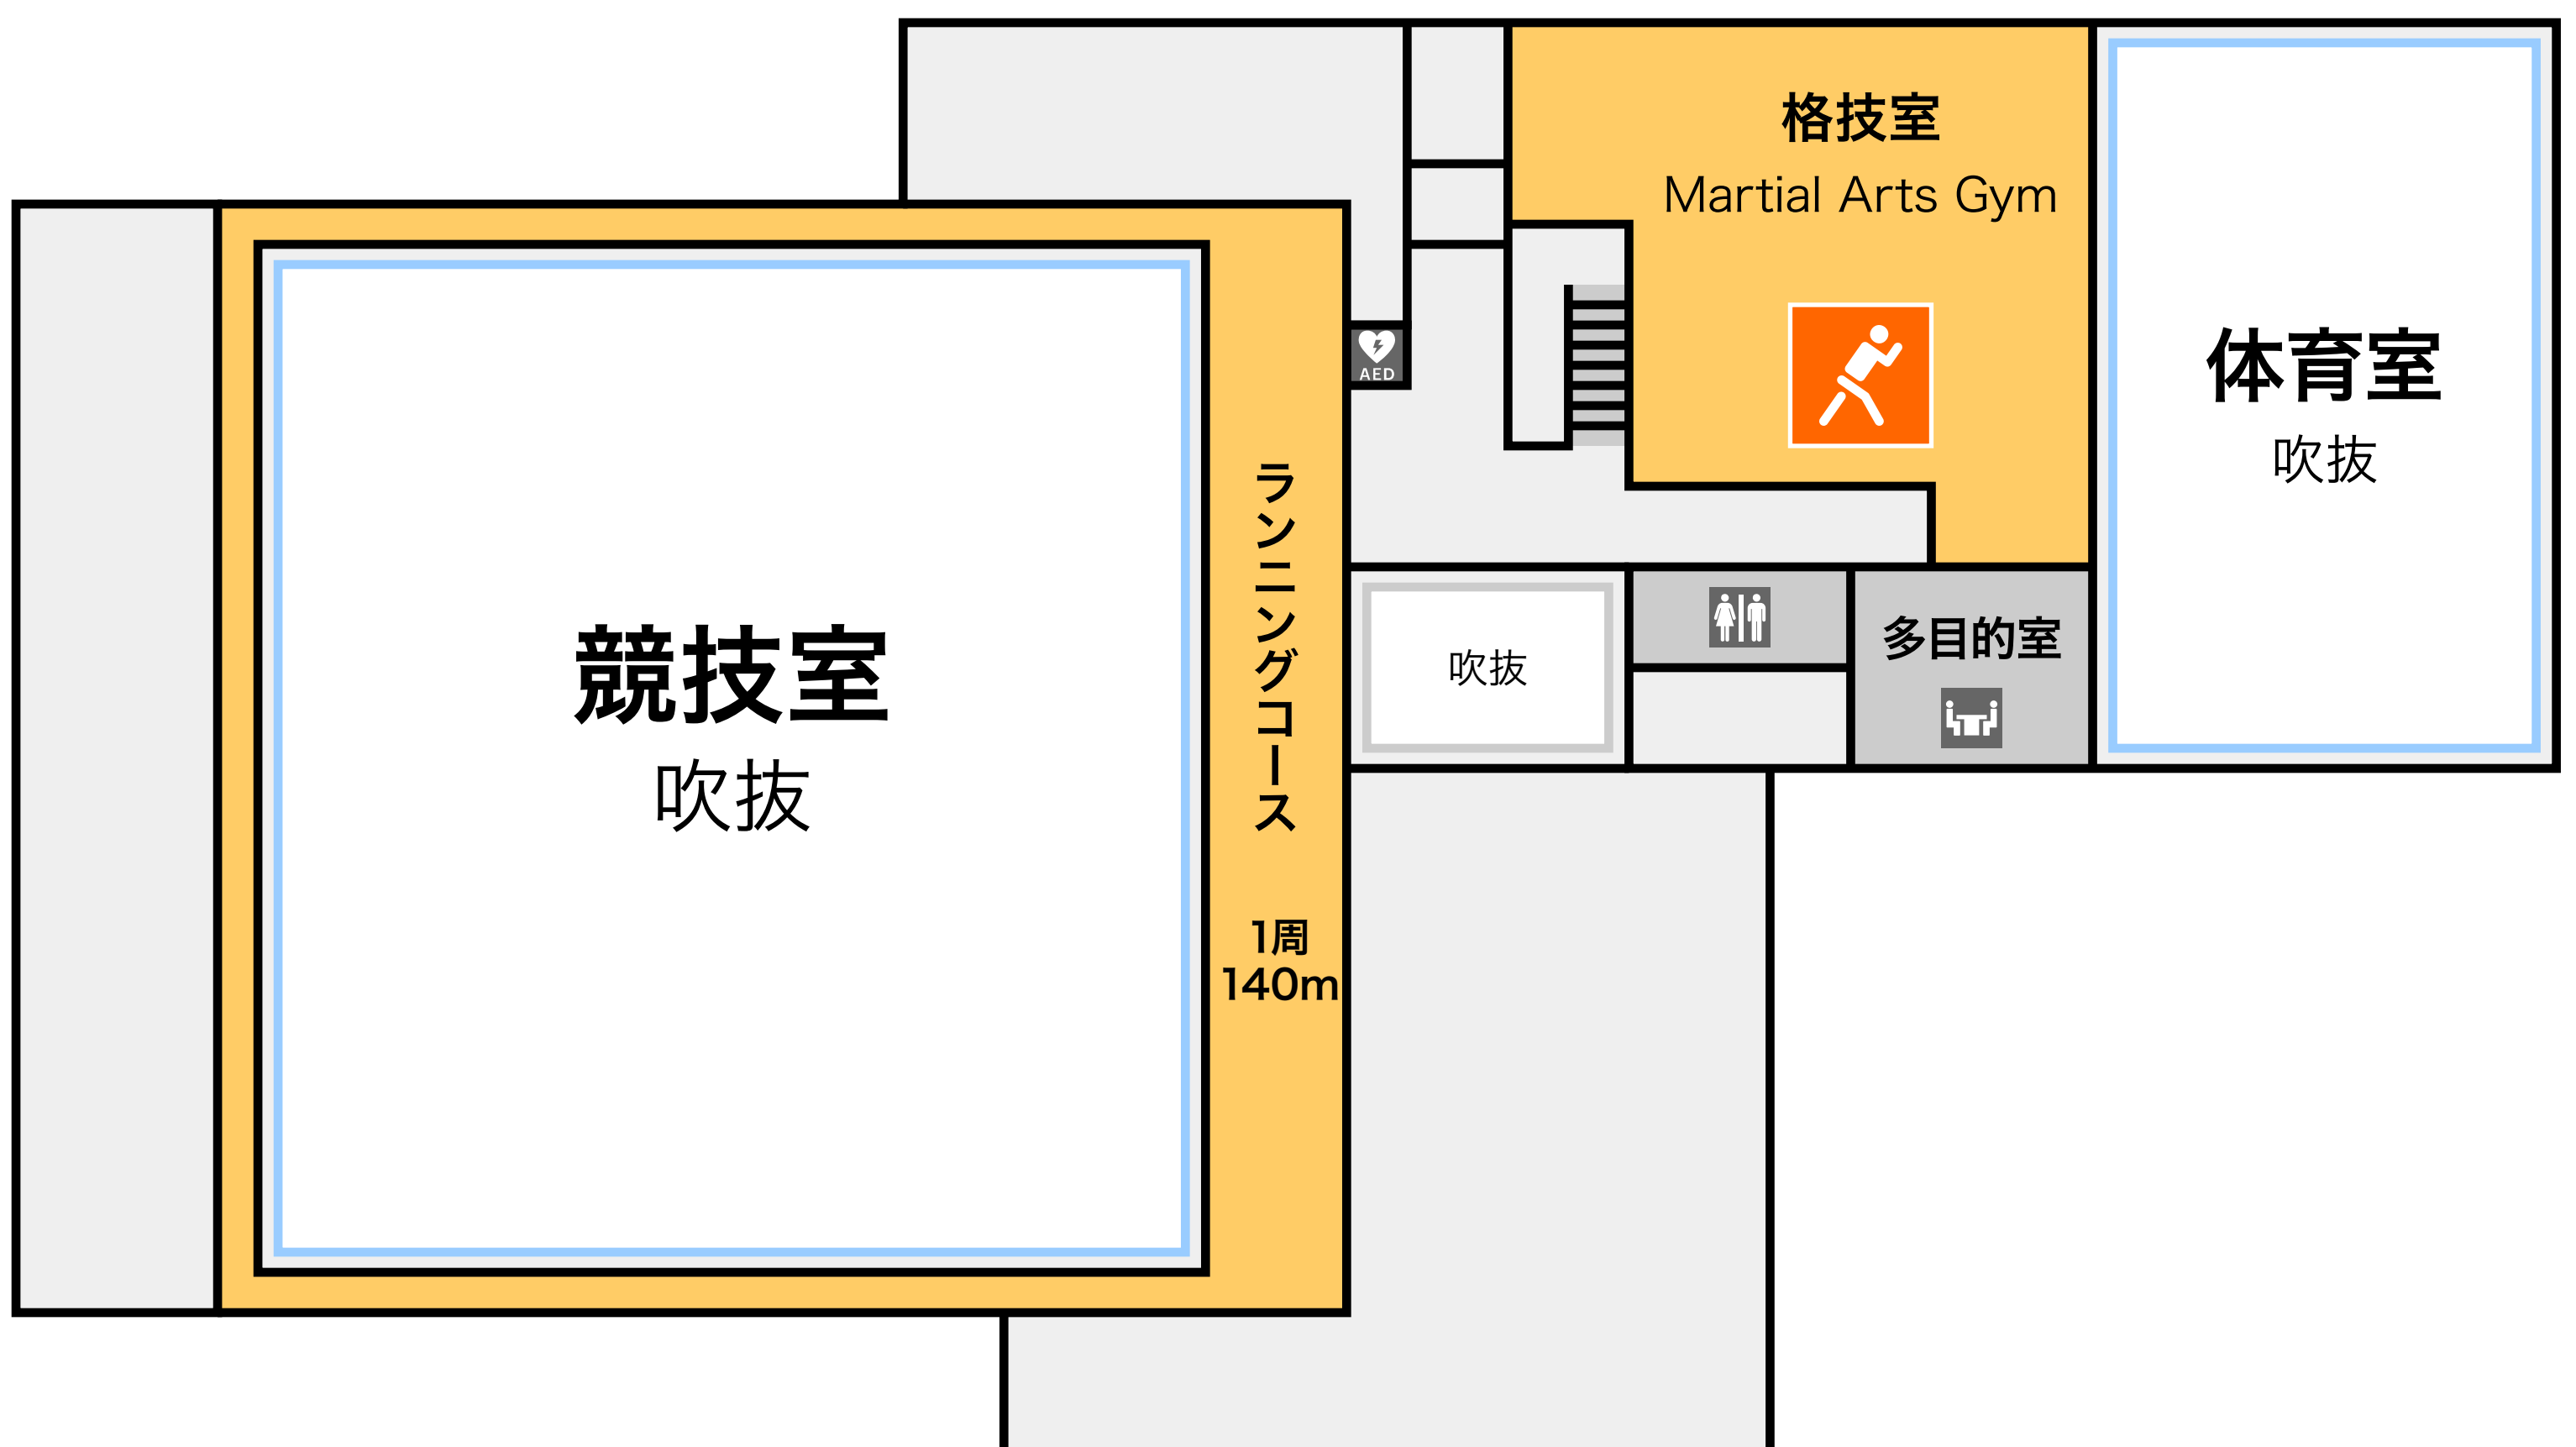 格技室
Martial Arts Gym
体育室
吹抜
AED
ランニングコース
1周
140m
競技室
吹抜
吹抜
多目的室